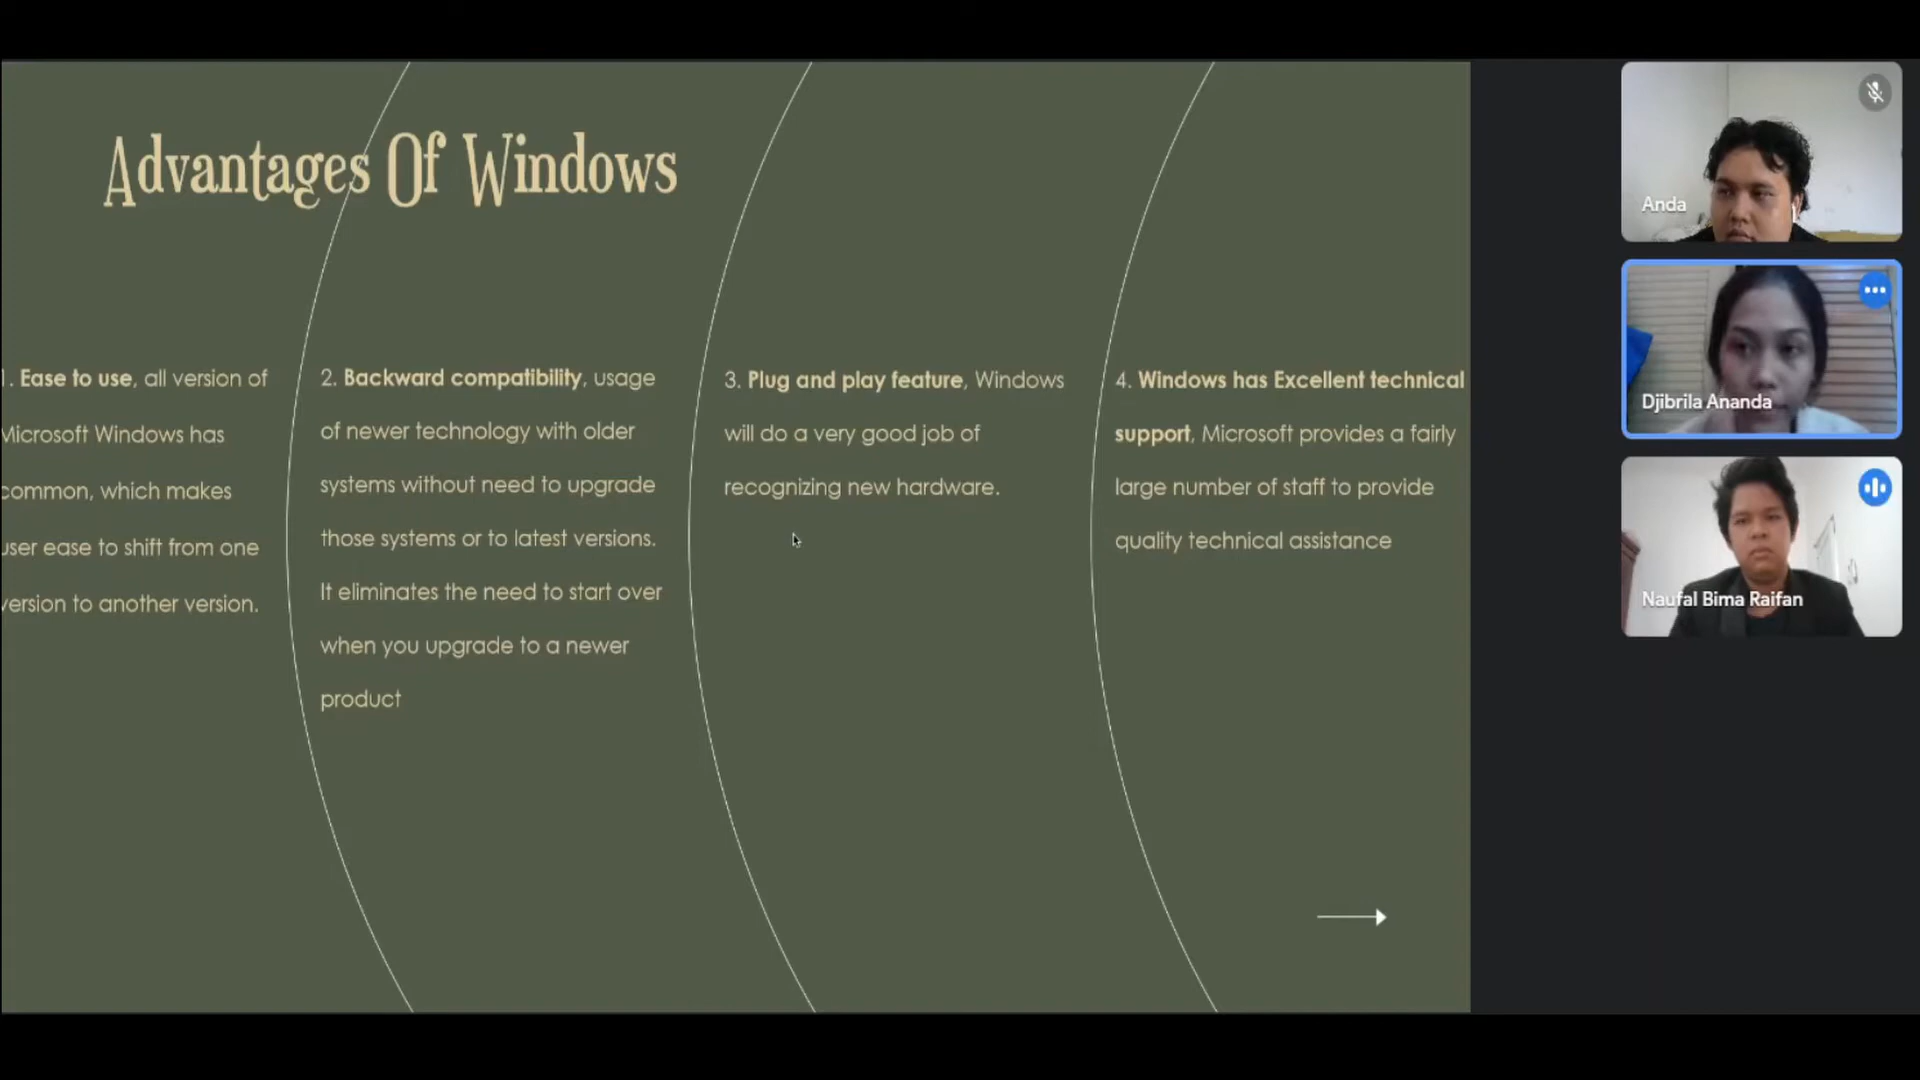 Advantages Of Windows
1. Ease to use, all version of
Microsoft Windows has
common, which makes
user ease to shift from one
version to another version.
2. Backward compatibility, usage
of newer technology with older
systems without need to upgrade
those systems or to latest versions.
It eliminates the need to start over
when you upgrade to a newer
product
3. Plug and play feature, Windows
will do a very good job of
recognizing new hardware.
4. Windows has Excellent technical
support, Microsoft provides a fairly
large number of staff to provide
quality technical assistance
Anda
Djibrila Ananda
Naufal Bima Raifan